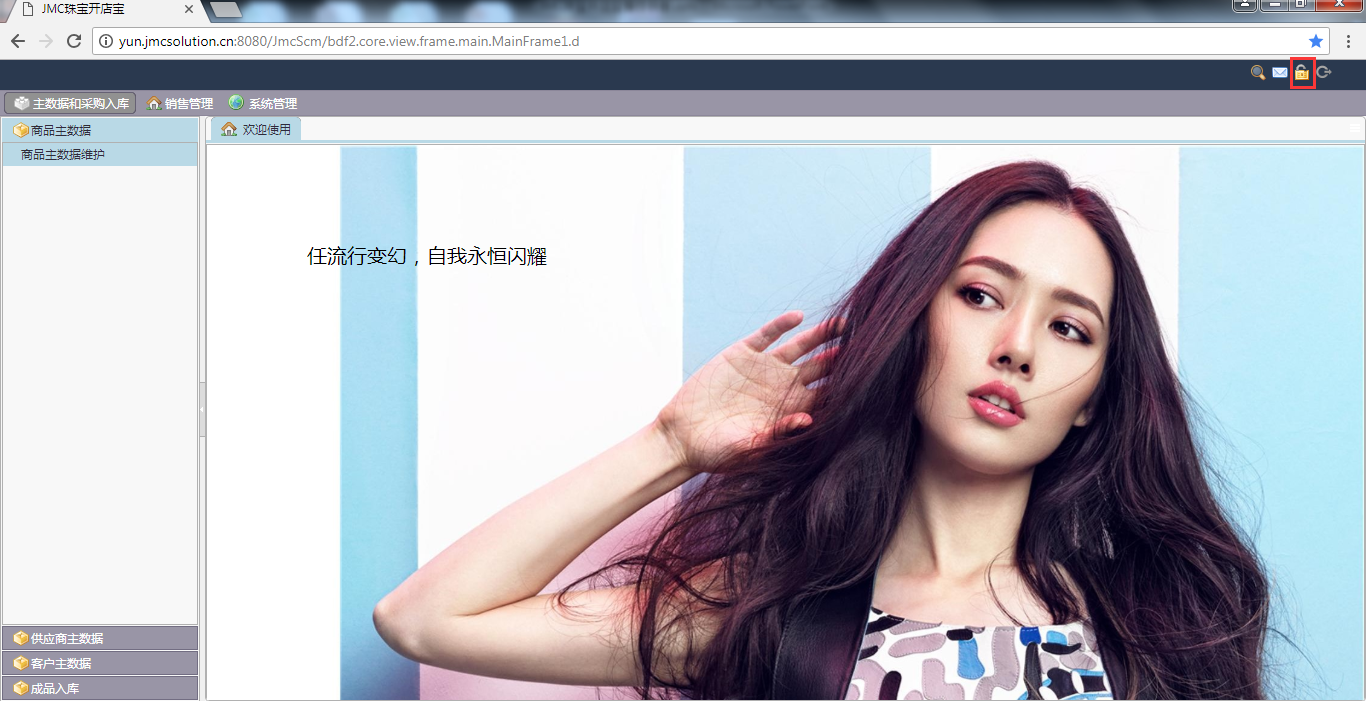 JMC珠宝开店宝
yun.jmcsolution.cn:8080/JmcScm/bdf2.core.view.frame.main.MainFrame1.d
主数据和采购入库 销售管理 系统管理
商品主数据
欢迎使用
商品主数据维护
任流行变幻，自我永恒闪耀
供应商主数据
客户主数据
成品入库